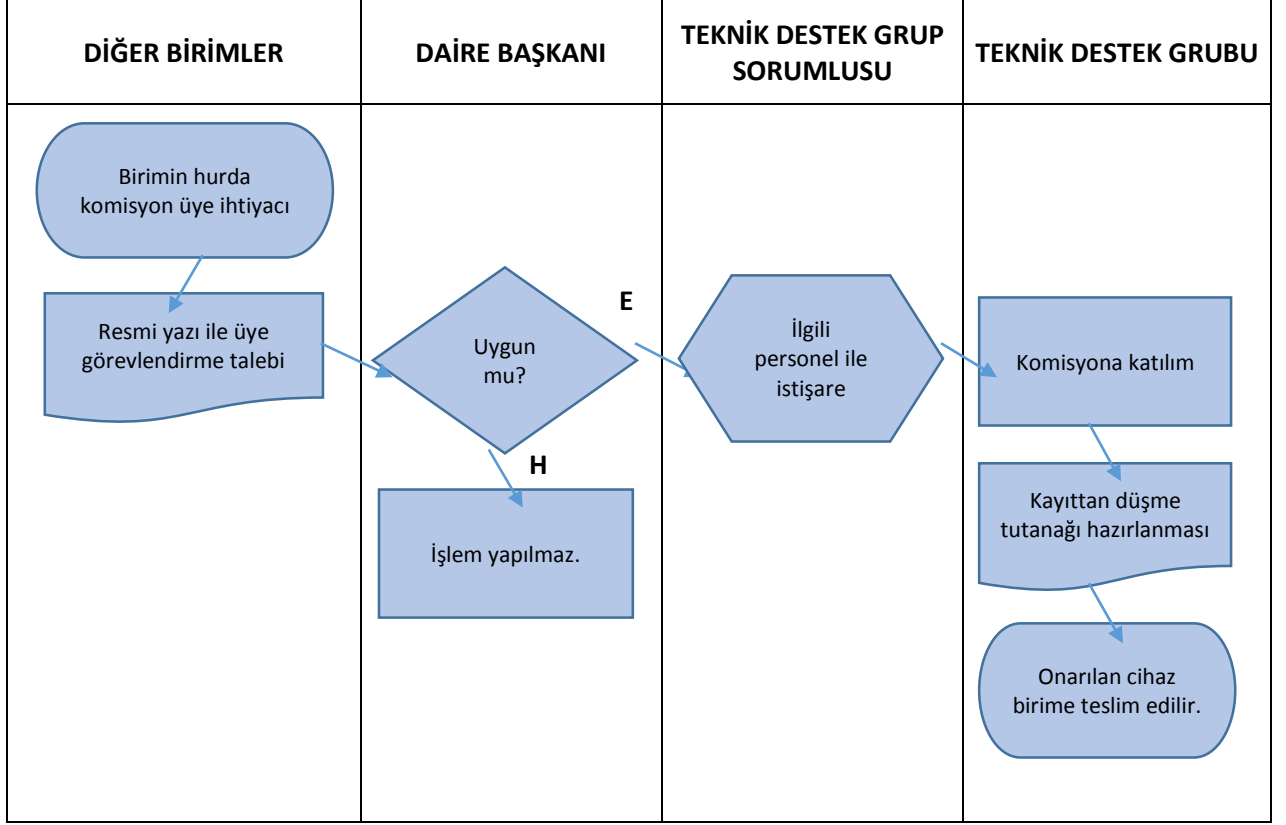 DİĞER BİRİMLER
DAİRE BAŞKANI
TEKNİK DESTEK GRUP
SORUMLUSU
TEKNİK DESTEK GRUBU
Birimin hurda
komisyon üye ihtiyacı
Resmi yazı ile üye
görevlendirme talebi
Uygun
mu?
E
H
İşlem yapılmaz.
İlgili
personel ile
istişare
Komisyona katılım
Kayıttan düşme
tutanağı hazırlanması
Onarılan cihaz
birime teslim edilir.